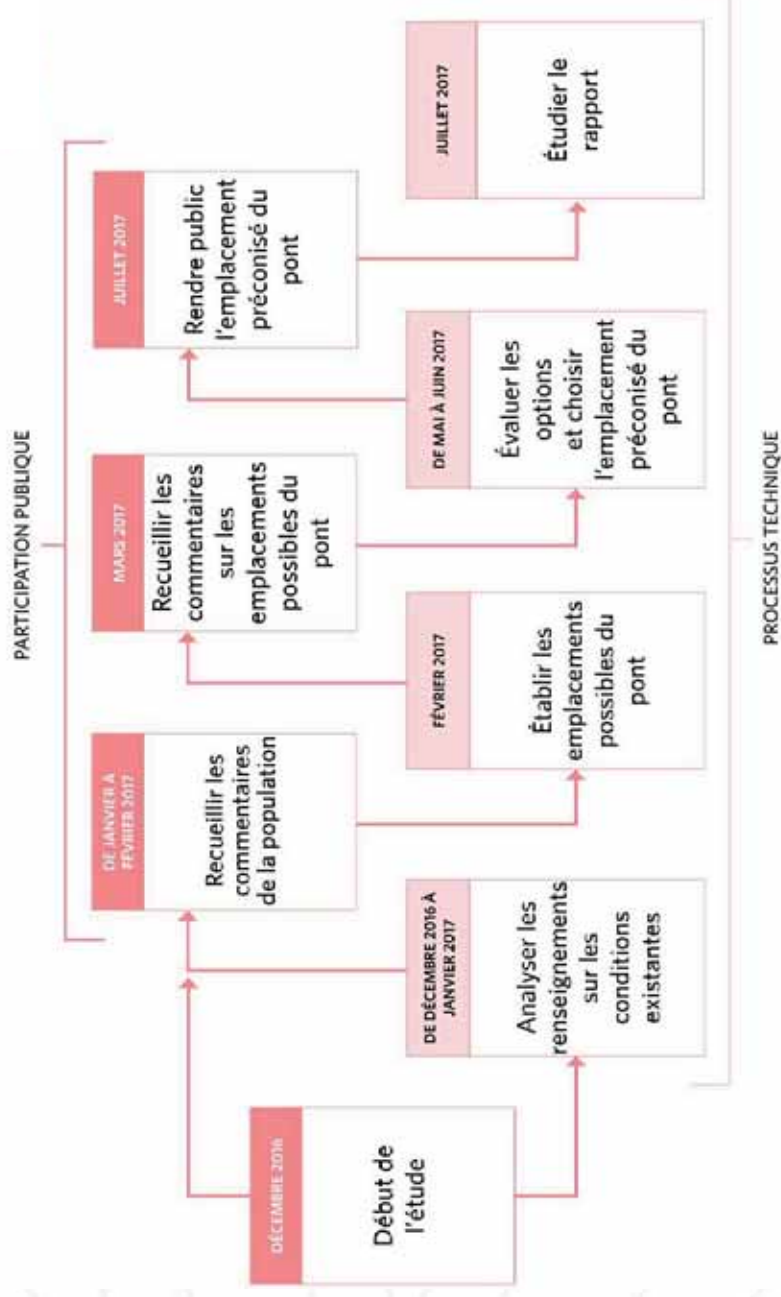 PARTICIPATION PUBLIQUE
DÉCEMBRE 2016
Début de
l'étude
DE JANVIER À
FÉVRIER 2017
Recueillir les
commentaires
de la population
MARS 2017
Recueillir les
commentaires
sur les
emplacements
possibles du
pont
JUILLET 2017
Rendre public
l'emplacement
préconisé du
pont
DE DÉCEMBRE 2016 À
JANVIER 2017
Analyser les
renseignements
sur les
conditions
existantes
FÉVRIER 2017
Établir les
emplacements
possibles du
pont
DE MAI À JUIN 2017
Évaluer les
options
et choisir
l'emplacement
préconisé du
pont
JUILLET 2017
Étudier le
rapport
PROCESSUS TECHNIQUE